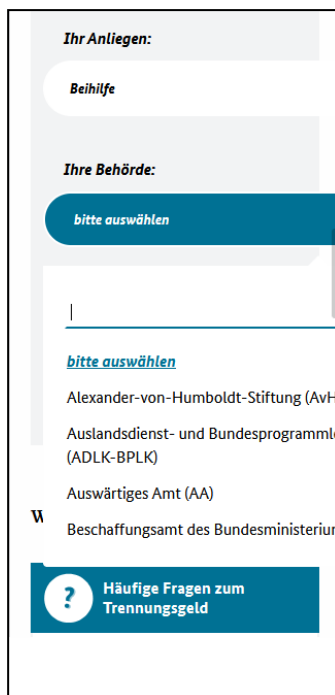 Ihr Anliegen:
Beihilfe
Ihre Behörde:
bitte auswählen
bitte auswählen
Alexander-von-Humboldt-Stiftung (AvH
Auslandsdienst- und Bundesprogrammle
(ADLK-BPLK)
Auswärtiges Amt (AA)
Beschaffungsamt des Bundesministeriu
W
? Häufige Fragen zum
Trennungsgeld